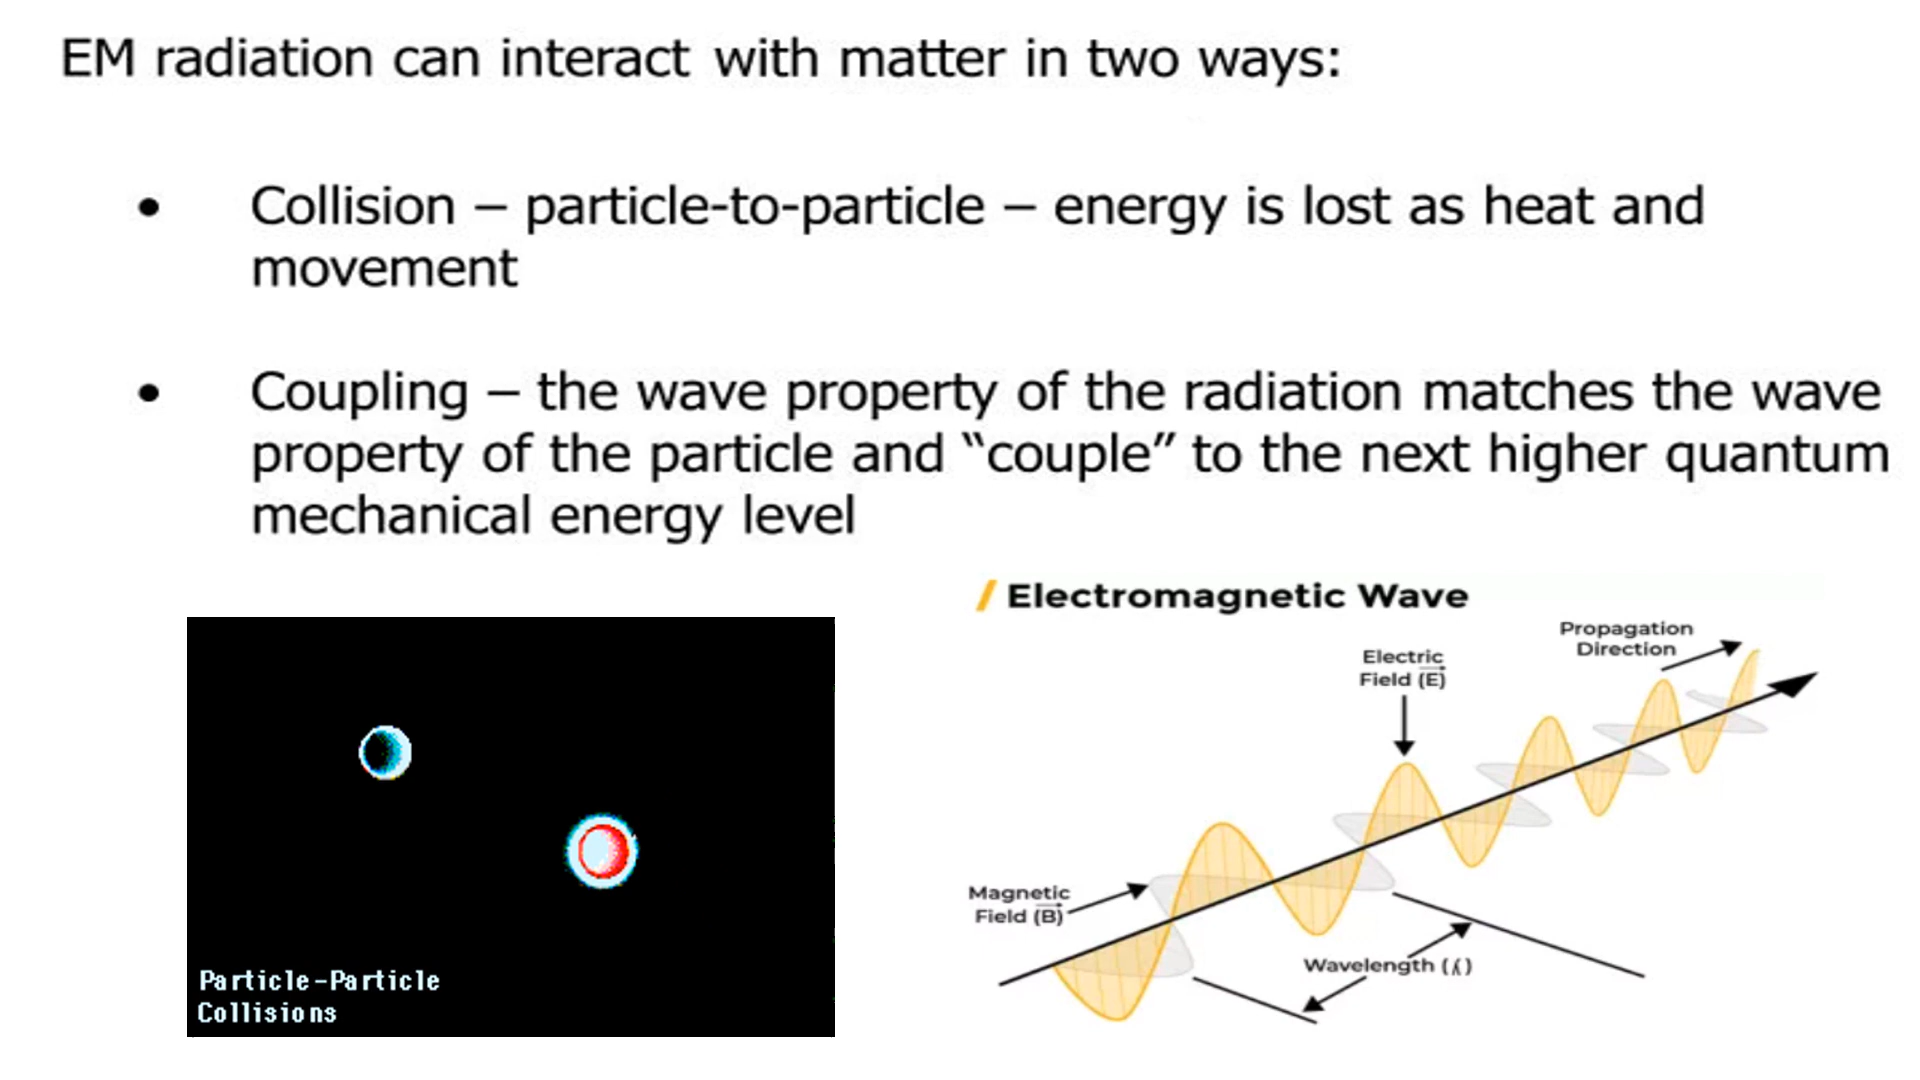 EM radiation can interact with matter in two ways:
• Collision – particle-to-particle – energy is lost as heat and
movement
• Coupling – the wave property of the radiation matches the wave
property of the particle and “couple” to the next higher quantum
mechanical energy level
Electromagnetic Wave
Propagation
Direction
Electric
Field (E)
Magnetic
Field (B)
Wavelength (λ)
Particle-Particle
Collisions